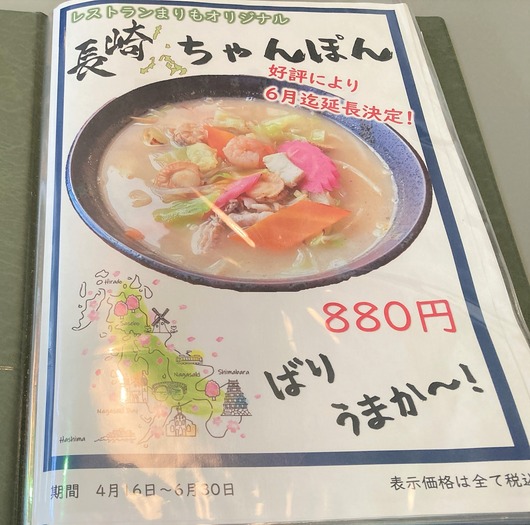 レストランまりもオリジナル
長崎ちゃんぽん
好評により
6月迄延長決定!
880円
Hirado
Nagasaki
Shimabara
Hashima
ばり
うまか〜!
期間 4月16日〜6月30日
表示価格は全て税込